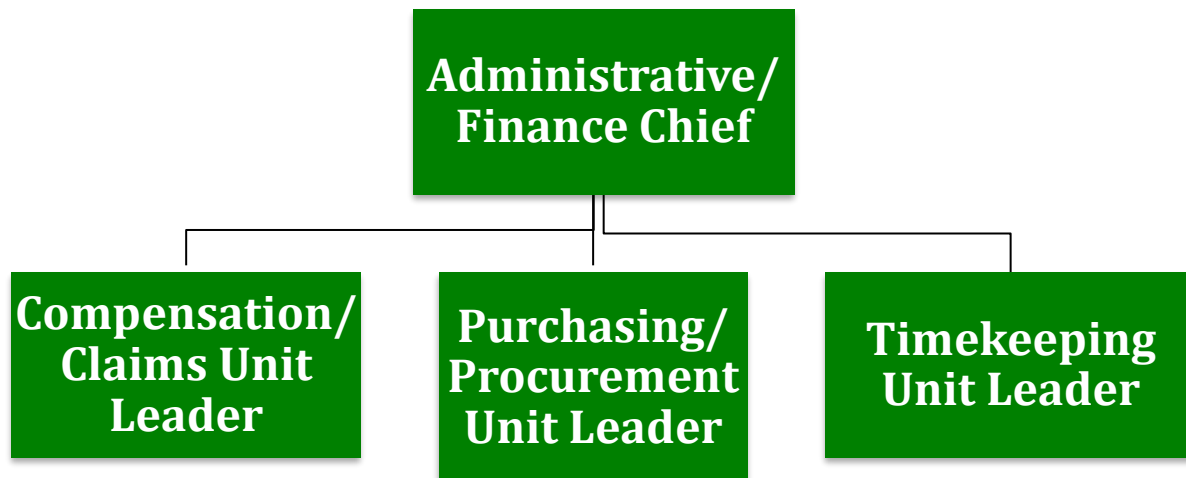 Administrative/
Finance Chief
Compensation/
Claims Unit
Leader
Purchasing/
Procurement
Unit Leader
Timekeeping
Unit Leader